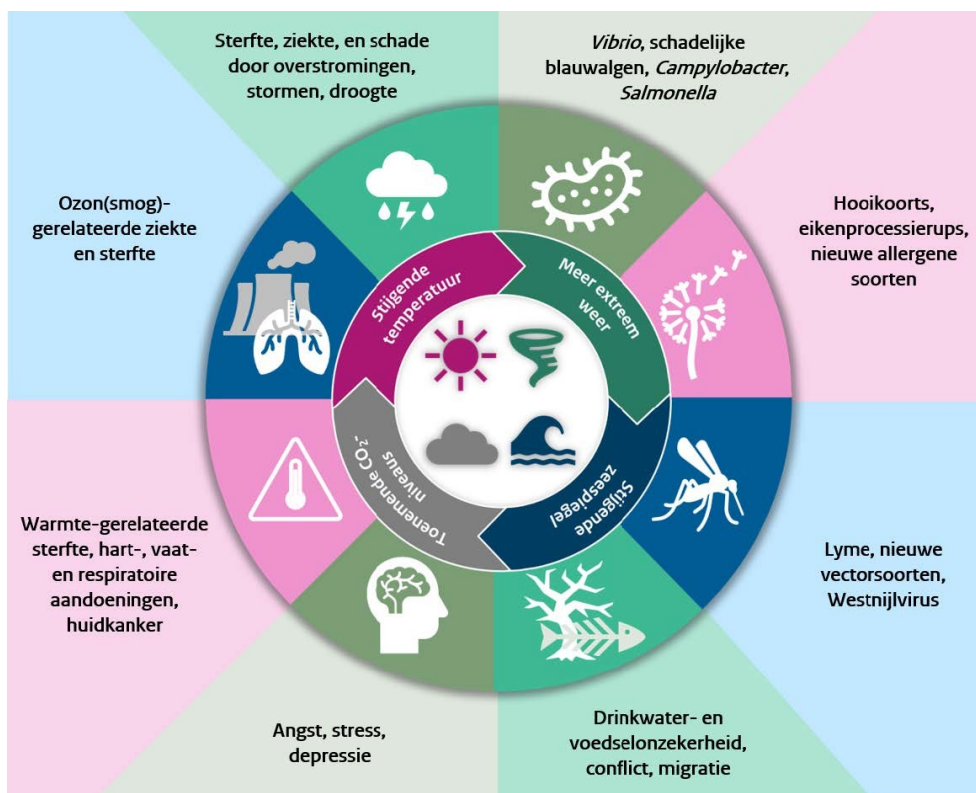 Sterfte, ziekte, en schade
door overstromingen,
stormen, droogte
Vibrio, schadelijke
blauwalgen, Campylobacter,
Salmonella
Hooikoorts,
eikenprocessierups,
nieuwe allergene
soorten
Lyme, nieuwe
vectorsoorten,
Westnijlvirus
Drinkwater- en
voedselonzekerheid,
conflict, migratie
Angst, stress,
depressie
Warmte-gerelateerde
sterfte, hart-, vaat-
en respiratoire
aandoeningen,
huidkanker
Ozon(smog)-
gerelateerde ziekte
en sterfte
Stijgende
temperatuur
Meer extreem
weer
Stijgende
zeespiegel
Toenemende CO₂-
niveaus